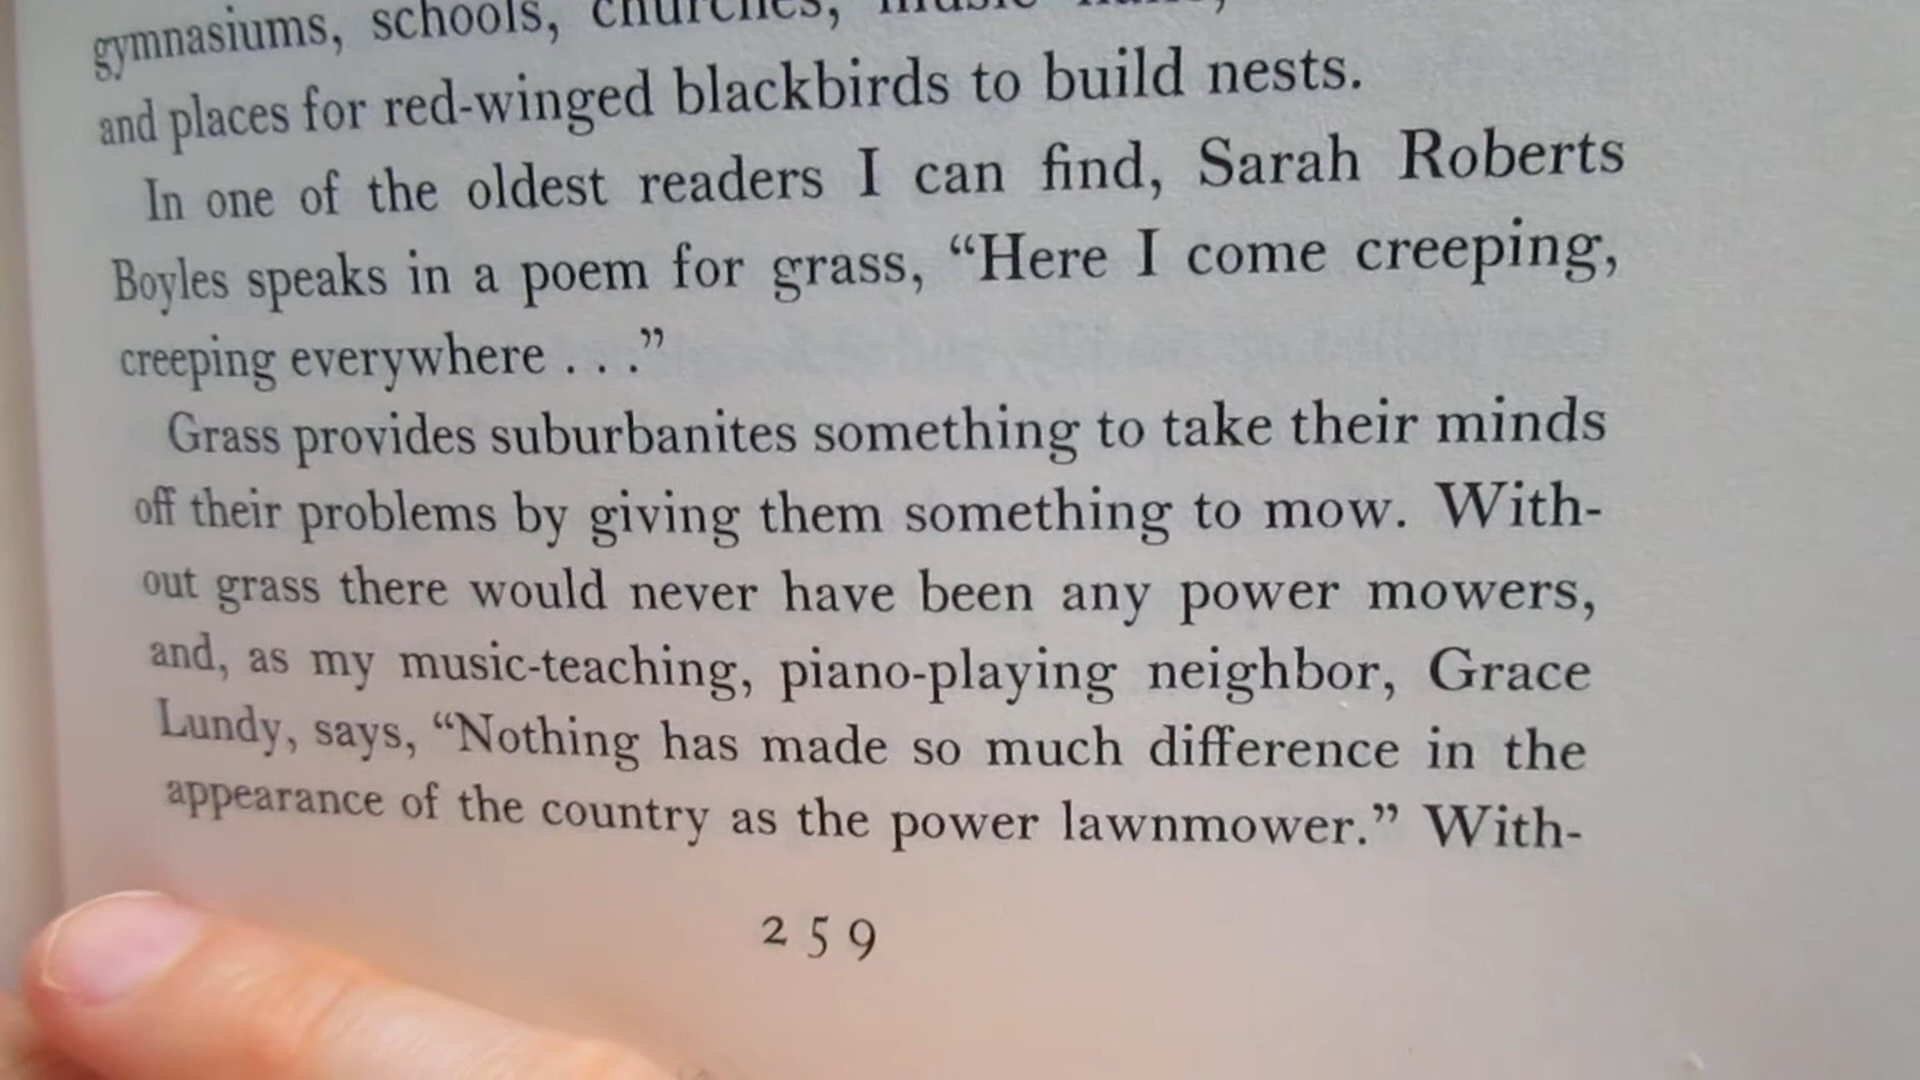 gymnasiums, schools, churches, music
and places for red-winged blackbirds to build nests.
In one of the oldest readers I can find, Sarah Roberts
Boyles speaks in a poem for grass, “Here I come creeping,
creeping everywhere . . .”
Grass provides suburbanites something to take their minds
off their problems by giving them something to mow. With-
out grass there would never have been any power mowers,
and, as my music-teaching, piano-playing neighbor, Grace
Lundy, says, “Nothing has made so much difference in the
appearance of the country as the power lawnmower.” With-
259